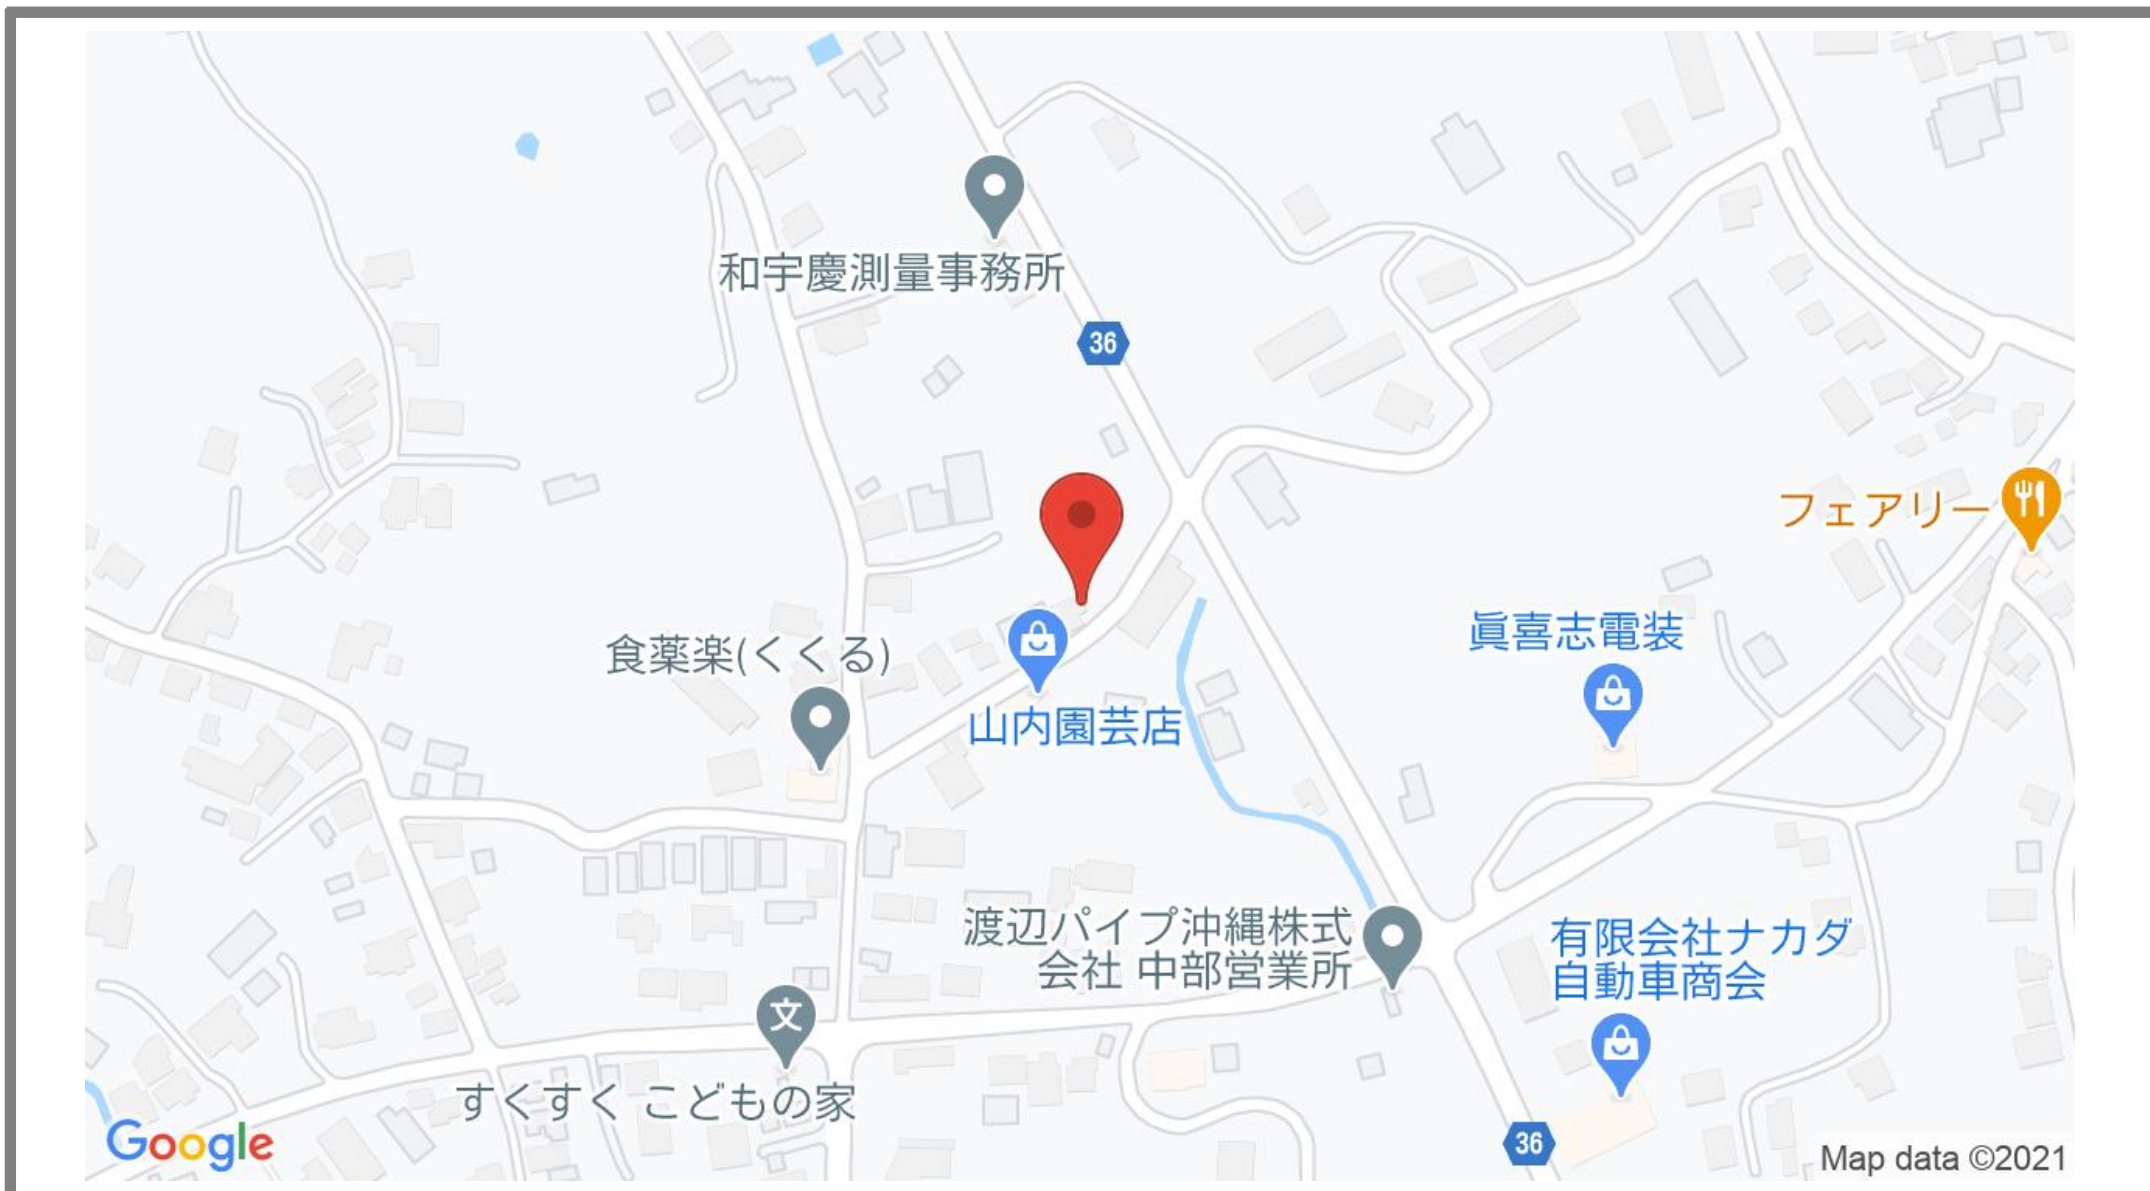 和宇慶測量事務所
36
フェアリー
食薬楽(くくる)
眞喜志電装
山内園芸店
渡辺パイプ沖縄株式
会社 中部営業所
有限会社ナカダ
自動車商会
文
すくすく こどもの家
36
Google
Map data ©2021